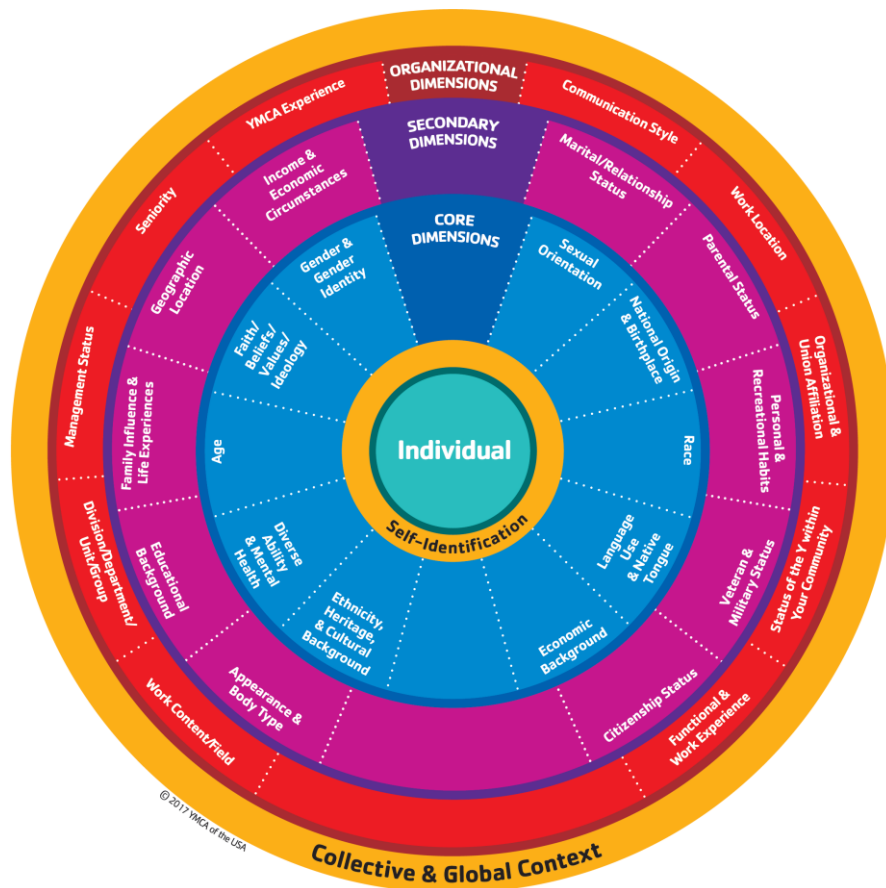 ORGANIZATIONAL
DIMENSIONS
Communication Style
Work Location
Organizational &
Union Affiliation
Status of the Y within
Your Community
Functional &
Work Experience
Work Content/Field
Division/Department/
Unit/Group
Management Status
Seniority
YMCA Experience
SECONDARY
DIMENSIONS
Marital/Relationship
Status
Parental Status
Personal &
Recreational Habits
Veteran &
Military Status
Citizenship Status
Appearance &
Body Type
Educational
Background
Family Influence &
Life Experiences
Geographic
Location
Income &
Economic
Circumstances
CORE
DIMENSIONS
Sexual
Orientation
National Origin
& Birthplace
Race
Language
Use
& Native
Tongue
Economic
Background
Ethnicity,
Heritage,
& Cultural
Background
Diverse
Ability
& Mental
Health
Age
Faith/
Beliefs/
Values/
Ideology
Gender &
Gender
Identity
Individual
Self-Identification
Collective & Global Context
© 2017 YMCA of the USA